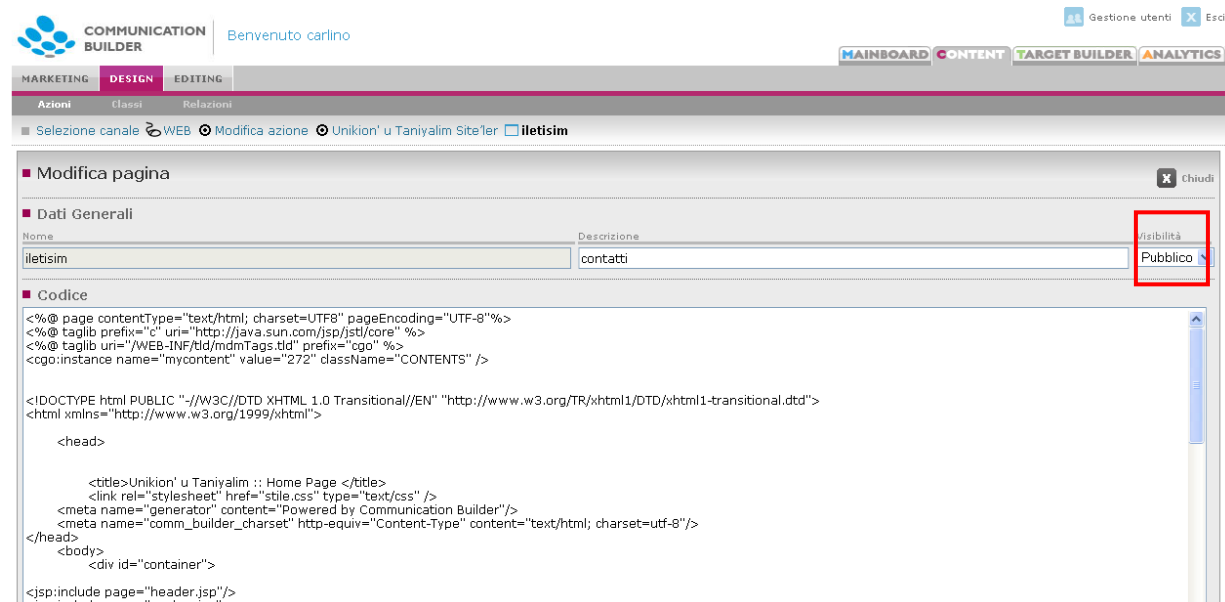 Gestione utenti Esci
COMMUNICATION
BUILDER
Benvenuto carlino
MAINBOARD CONTENT TARGET BUILDER ANALYTICS
MARKETING DESIGN EDITING
Azioni Classi Relazioni
Selezione canale WEB Modifica azione Unikion' u Taniyalim Site'ler iletisim
Modifica pagina
Chiudi
Dati Generali
Nome Descrizione Visibilità
iletisim contatti Pubblico
Codice
<%@ page contentType="text/html; charset=UTF8" pageEncoding="UTF-8"%>
<%@ taglib prefix="c" uri="http://java.sun.com/jsp/jstl/core" %>
<%@ taglib uri="/WEB-INF/tld/mdmTags.tld" prefix="cgo" %>
<cgo:instance name="mycontent" value="272" className="CONTENTS" />
<!DOCTYPE html PUBLIC "-//W3C//DTD XHTML 1.0 Transitional//EN" "http://www.w3.org/TR/xhtml1/DTD/xhtml1-transitional.dtd">
<html xmlns="http://www.w3.org/1999/xhtml">
<head>
<title>Unikion' u Taniyalim :: Home Page </title>
<link rel="stylesheet" href="stile.css" type="text/css" />
<meta name="generator" content="Powered by Communication Builder"/>
<meta name="comm_builder_charset" http-equiv="Content-Type" content="text/html; charset=utf-8"/>
</head>
<body>
<div id="container">
<jsp:include page="header.jsp"/>